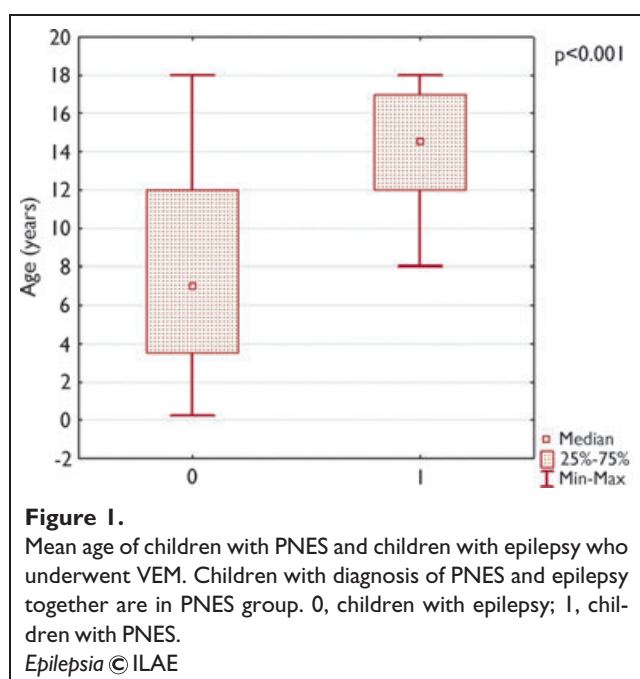 20
18
16
14
12
10
8
6
4
2
0
-2
Age (years)
p<0.001
0
1
Median
25%-75%
Min-Max
Figure 1.
Mean age of children with PNES and children with epilepsy who
underwent VEM. Children with diagnosis of PNES and epilepsy
together are in PNES group. 0, children with epilepsy; 1, chil-
dren with PNES.
Epilepsia © ILAE